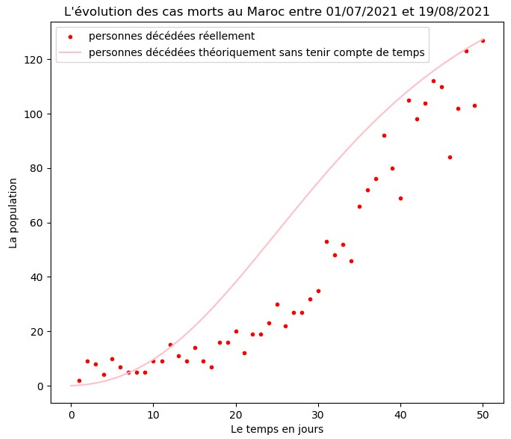 L'évolution des cas morts au Maroc entre 01/07/2021 et 19/08/2021
personnes décédées réellement
personnes décédées théoriquement sans tenir compte de temps
La population
120
100
80
60
40
20
0
0 10 20 30 40 50
Le temps en jours